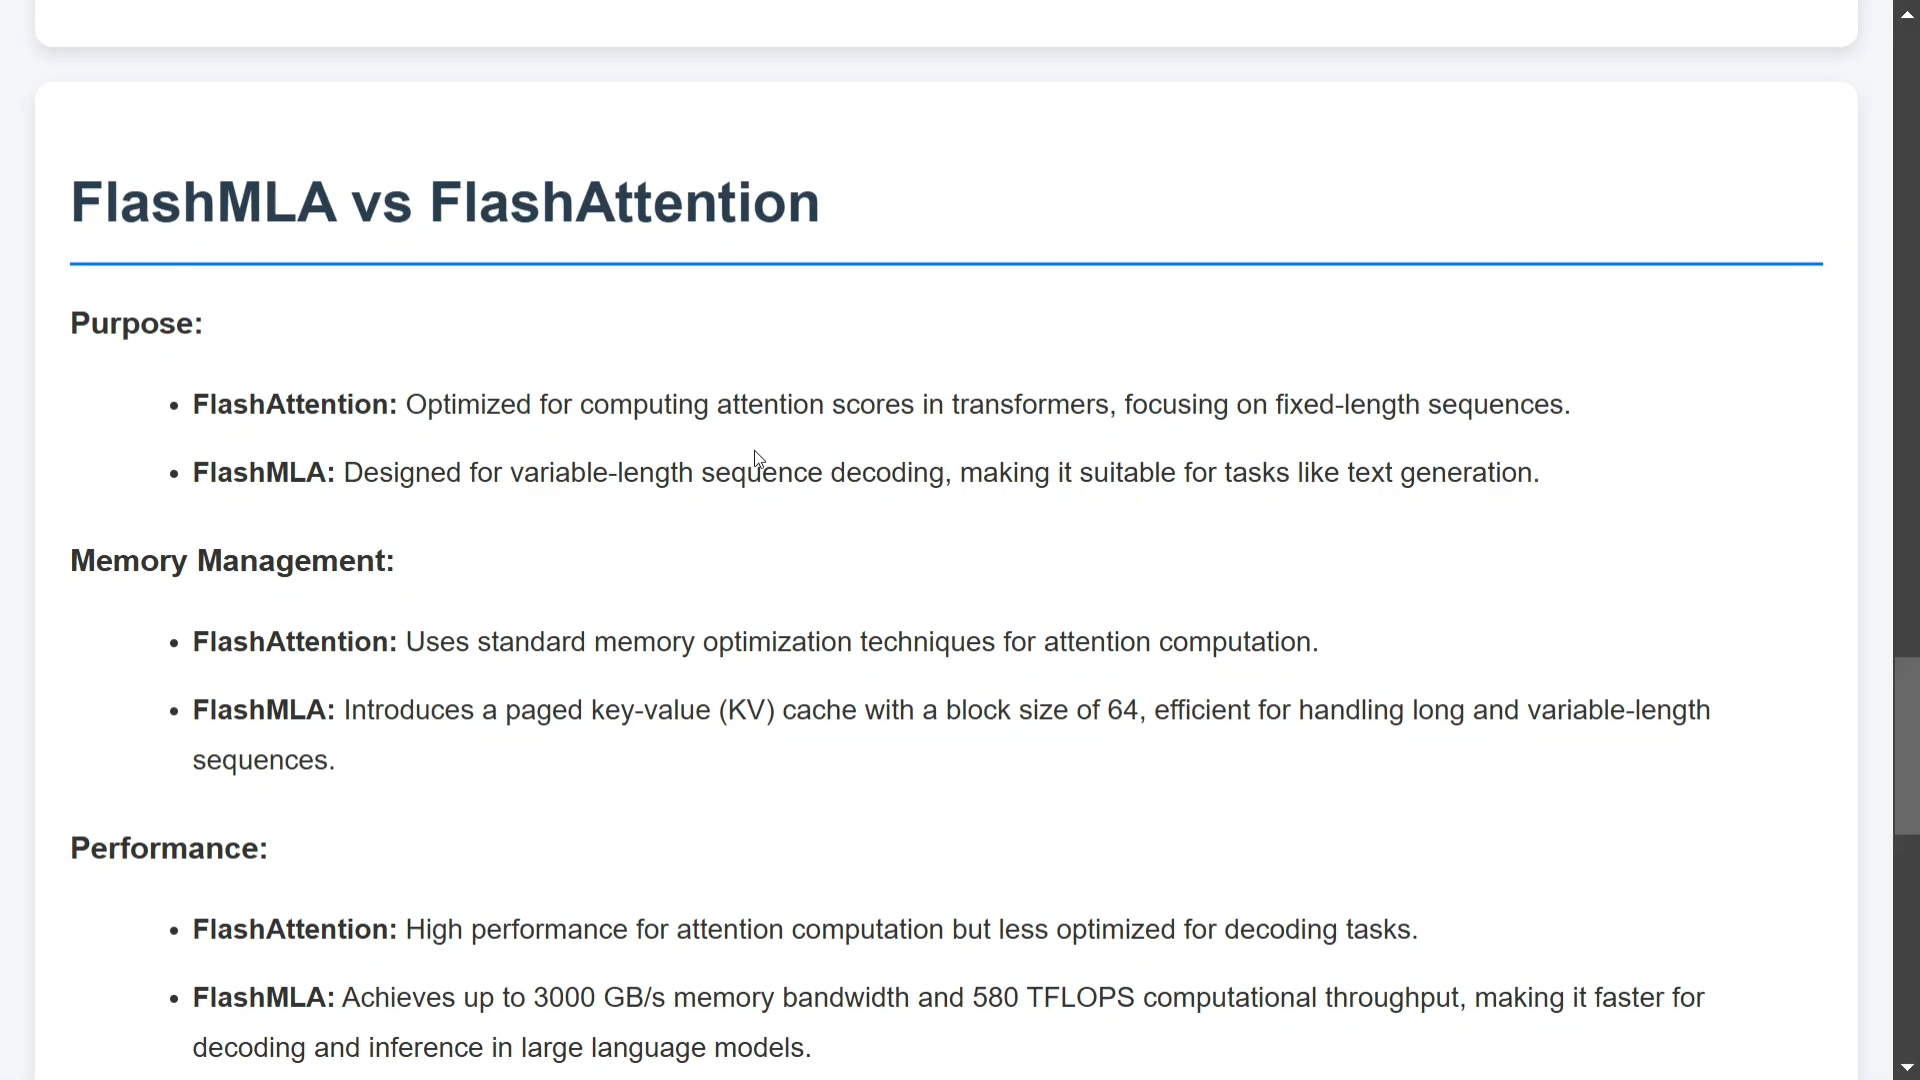 FlashMLA vs FlashAttention
Purpose:
• FlashAttention: Optimized for computing attention scores in transformers, focusing on fixed-length sequences.
• FlashMLA: Designed for variable-length sequence decoding, making it suitable for tasks like text generation.
Memory Management:
• FlashAttention: Uses standard memory optimization techniques for attention computation.
• FlashMLA: Introduces a paged key-value (KV) cache with a block size of 64, efficient for handling long and variable-length
sequences.
Performance:
• FlashAttention: High performance for attention computation but less optimized for decoding tasks.
• FlashMLA: Achieves up to 3000 GB/s memory bandwidth and 580 TFLOPS computational throughput, making it faster for
decoding and inference in large language models.